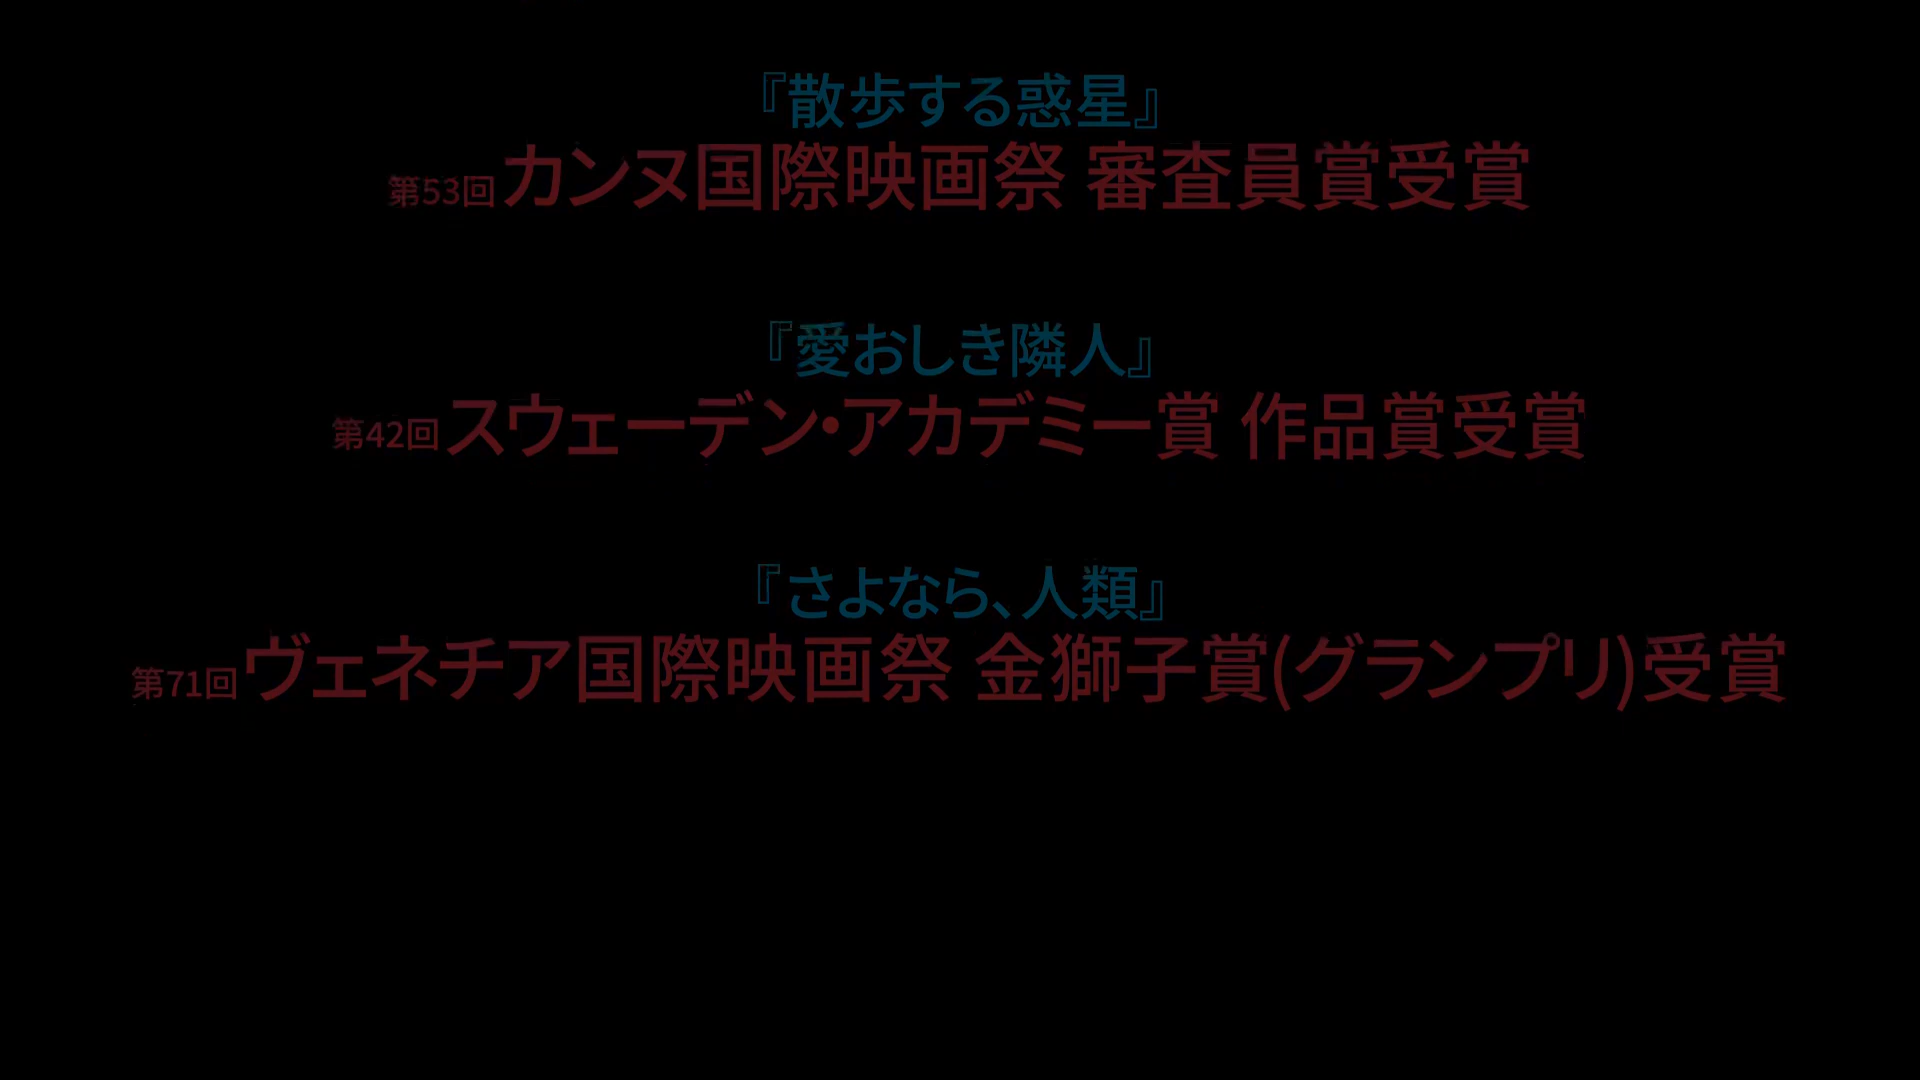 『散歩する惑星』
第53回カンヌ国際映画祭 審査員賞受賞
『愛おしき隣人』
第42回スウェーデン・アカデミー賞 作品賞受賞
『さよなら、人類』
第71回ヴェネチア国際映画祭 金獅子賞(グランプリ)受賞